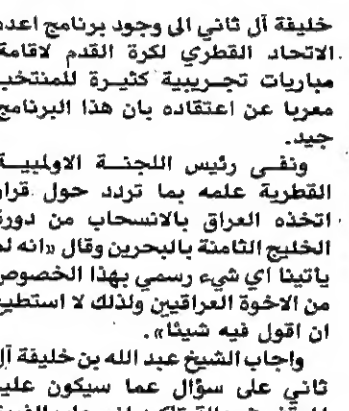 خليفة آل ثاني الى وجود برنامج اعده
الاتحاد القطري لكرة القدم لاقامة
مباريات تجريبية كثيرة للمنتخب
معربا عن اعتقاده بان هذا البرنامج
جيد.
ونفى رئيس اللجنة الاولمبية
القطرية علمه بما تردد حول قرار
اتخذه العراق بالانسحاب من دورة
الخليج الثامنة بالبحرين وقال «انه لم
ياتينا اي شيء رسمي بهذا الخصوص
من الاخوة العراقيين ولذلك لا استطيع
ان اقول فيه شيئا».
واجاب الشيخ عبد الله بن خليفة آل
ثاني على سؤال عما سيكون عليه